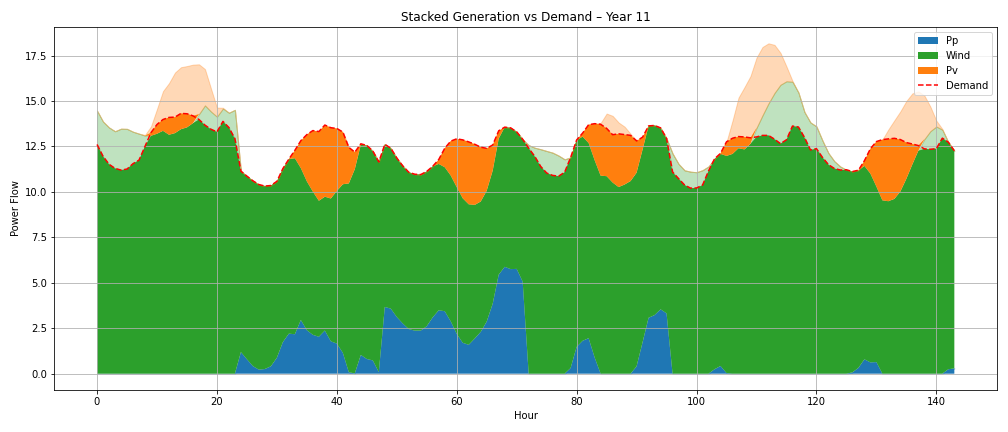 Stacked Generation vs Demand – Year 11
Pp
Wind
Pv
Demand
Power Flow
17.5
15.0
12.5
10.0
7.5
5.0
2.5
0.0
0 20 40 60 80 100 120 140
Hour